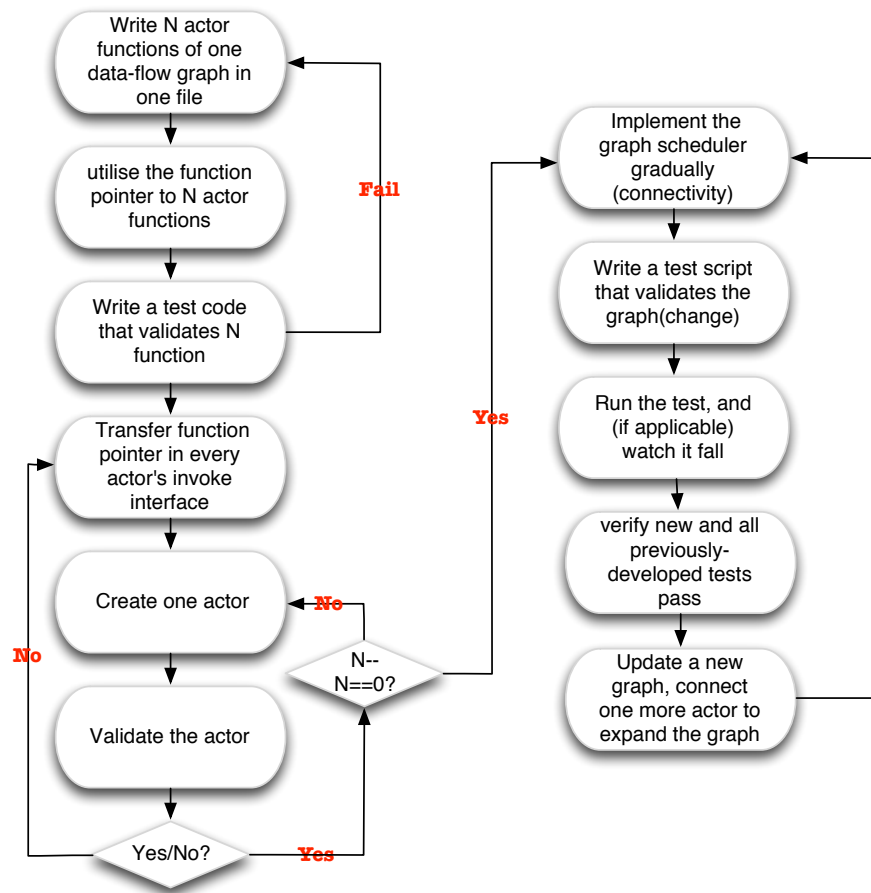 Write N actor
functions of one
data-flow graph in
one file
utilise the function
pointer to N actor
functions
Fail
Write a test code
that validates N
function
Transfer function
pointer in every
actor's invoke
interface
Create one actor
No
No
N--
N==0?
Validate the actor
Yes/No?
Yes
Yes
Implement the
graph scheduler
gradually
(connectivity)
Write a test script
that validates the
graph(change)
Run the test, and
(if applicable)
watch it fall
verify new and all
previously-
developed tests
pass
Update a new
graph, connect
one more actor to
expand the graph